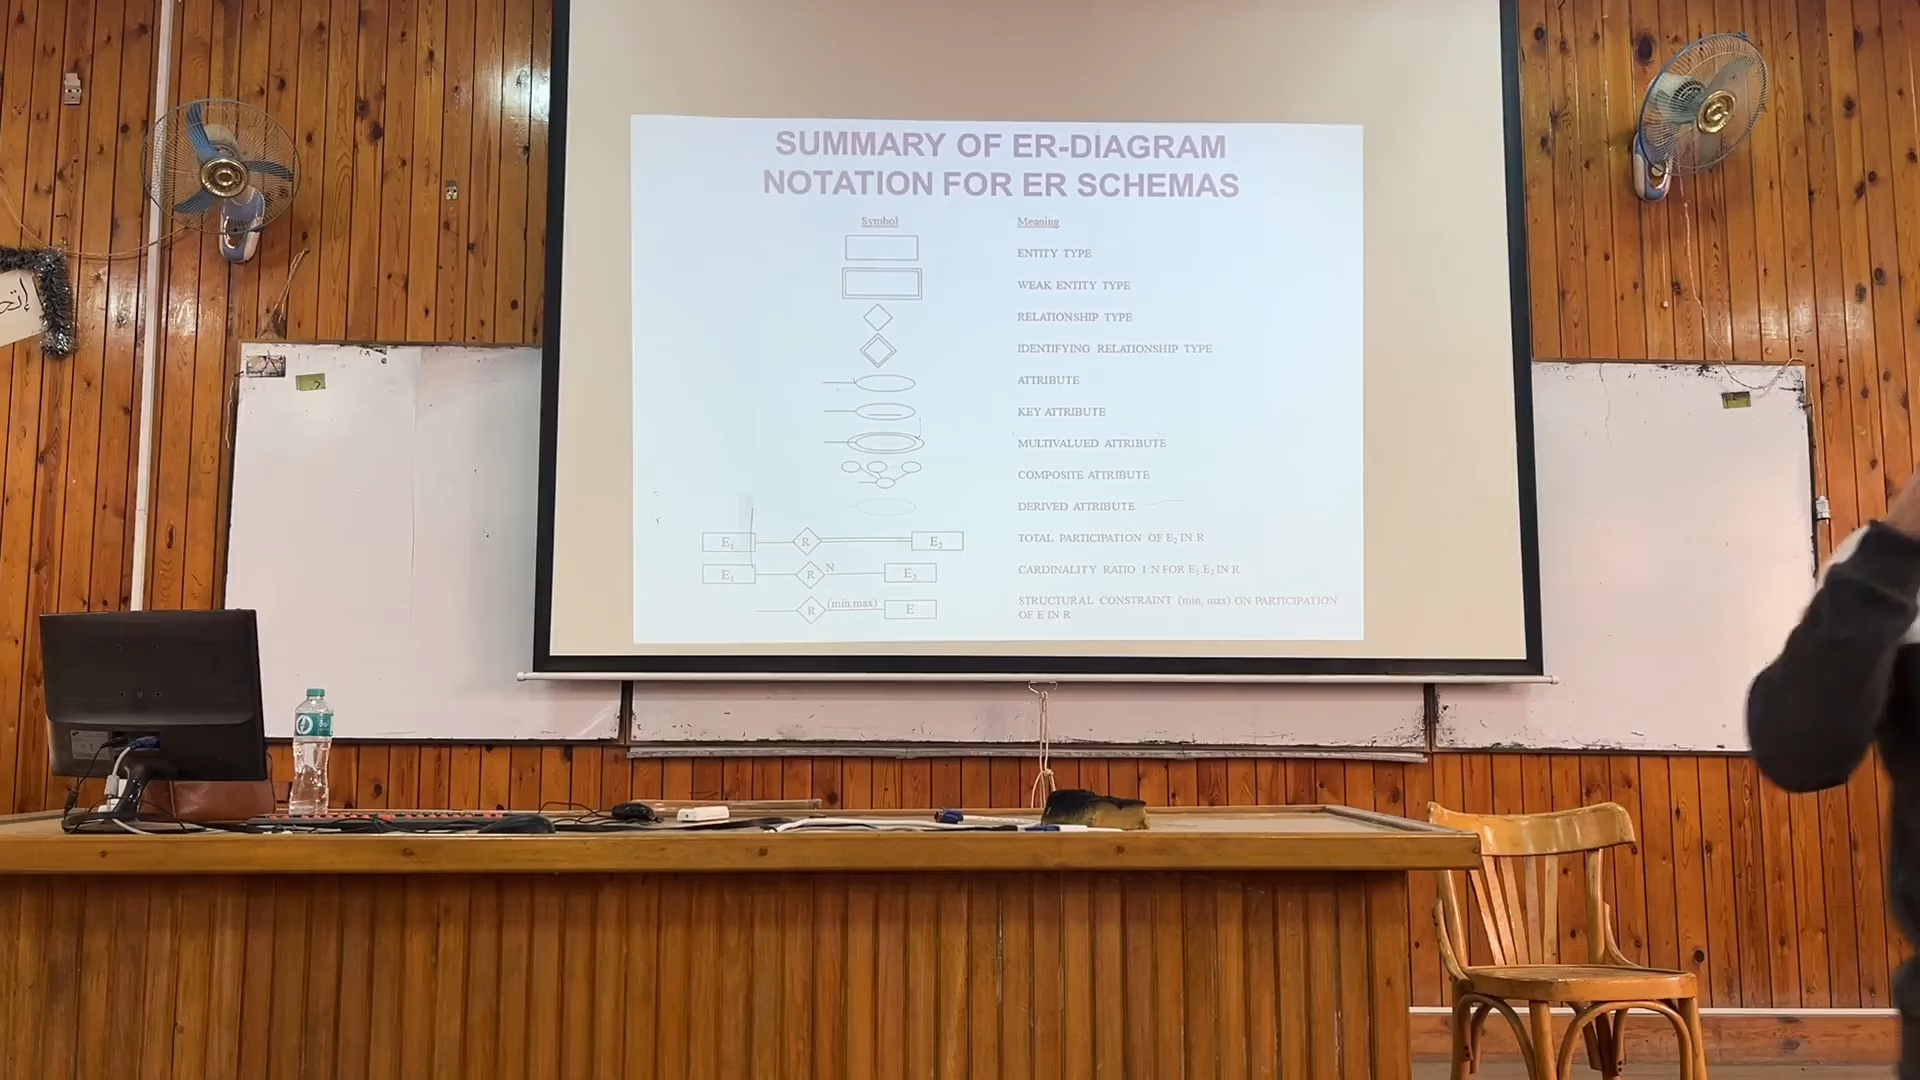 SUMMARY OF ER-DIAGRAM
NOTATION FOR ER SCHEMAS
Symbol Meaning
ENTITY TYPE
WEAK ENTITY TYPE
RELATIONSHIP TYPE
IDENTIFYING RELATIONSHIP TYPE
ATTRIBUTE
KEY ATTRIBUTE
MULTIVALUED ATTRIBUTE
COMPOSITE ATTRIBUTE
DERIVED ATTRIBUTE
E₁ R E₂ TOTAL PARTICIPATION OF E₂ IN R
E₁ R N E₂ CARDINALITY RATIO 1:N FOR E₁:E₂ IN R
R (min,max) E STRUCTURAL CONSTRAINT (min, max) ON PARTICIPATION
OF E IN R